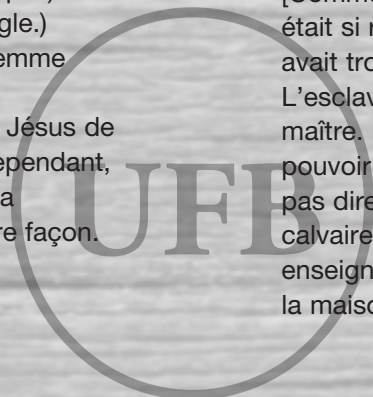 gle.)
emme
Jésus de
ependant,
a
re façon.
était si
avait tro
L'esclav
maître.
pouvoir
pas dire
calvaire
enseign
la maiso
UFB